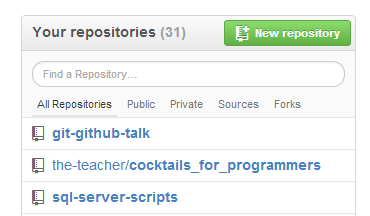 Your repositories (31) New repository
Find a Repository...
All Repositories Public Private Sources Forks
git-github-talk
the-teacher/cocktails_for_programmers
sql-server-scripts